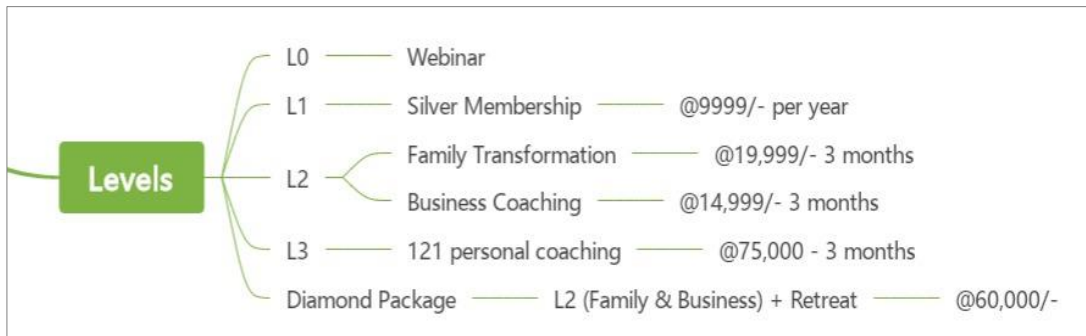 L0 Webinar
L1 Silver Membership @9999/- per year
Levels
L2
Family Transformation @19,999/- 3 months
Business Coaching @14,999/- 3 months
L3 121 personal coaching @75,000 - 3 months
Diamond Package L2 (Family & Business) + Retreat @60,000/-